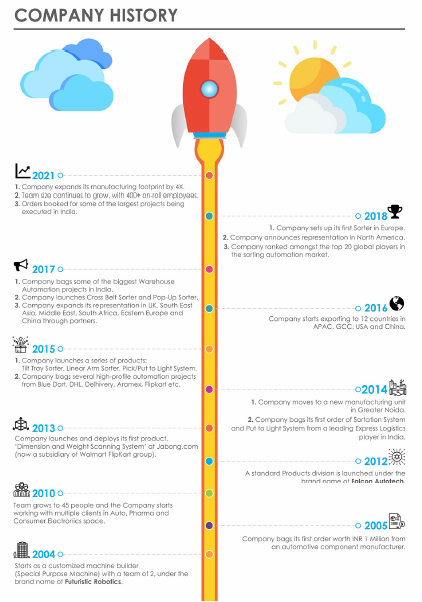 COMPANY HISTORY
2021
1. Company expands its manufacturing footprint by 4X.
2. Team size continues to grow, with 400+ on-roll employees.
3. Orders booked for some of the largest projects being
executed in India.
2018
1. Company sets up its first Sorter in Europe.
2. Company announces representation in North America.
3. Company ranked amongst the top 20 global players in
the sorting automation market.
2017
1. Company bags some of the biggest Warehouse
Automation projects in India.
2. Company launches Cross Belt Sorter and Pop-Up Sorter.
3. Company expands its representation in UK, South East
Asia, Middle East, South Africa, Eastern Europe and
China through partners.
2016
Company starts exporting to 12 countries in
APAC, GCC, USA and China.
2015
1. Company launches a series of products:
Tilt Tray Sorter, Linear Arm Sorter, Pick/Put to Light System.
2. Company bags several high-profile automation projects
from Blue Dart, DHL, Delhivery, Aramex, Flipkart etc.
2014
1. Company moves to a new manufacturing unit
in Greater Noida.
2. Company bags its first order of Sortation System
and Put to Light System from a leading Express Logistics
player in India.
2013
Company launches and deploys its first product,
'Dimension and Weight Scanning System' at Jabong.com
(now a subsidiary of Walmart FlipKart group).
2012
A standard Products division is launched under the
brand name of Falcon Autotech.
2010
Team grows to 45 people and the Company starts
working with multiple clients in Auto, Pharma and
Consumer Electronics space.
2005
Company bags its first order worth INR 1 Million from
an automotive component manufacturer.
2004
Starts as a customized machine builder
(Special Purpose Machine) with a team of 2, under the
brand name of Futuristic Robotics.